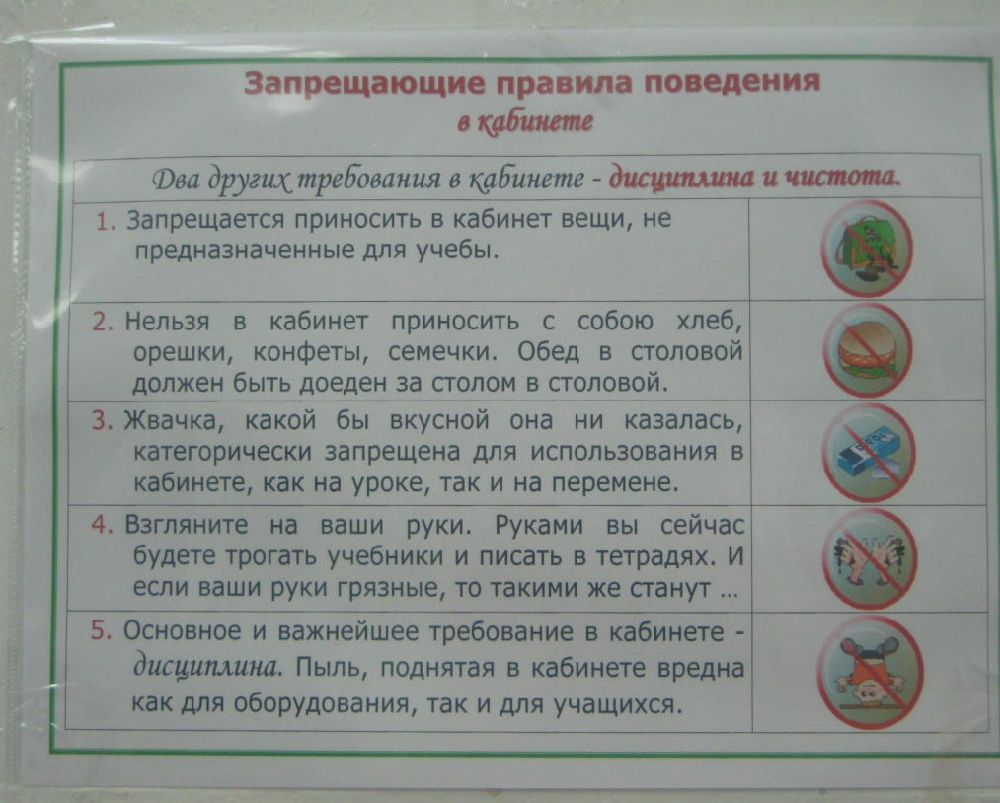 Запрещающие правила поведения
в кабинете
Два других требования в кабинете - дисциплина и чистота.
1. Запрещается приносить в кабинет вещи, не
предназначенные для учебы.
2. Нельзя в кабинет приносить с собою хлеб,
орешки, конфеты, семечки. Обед в столовой
должен быть доеден за столом в столовой.
3. Жвачка, какой бы вкусной она ни казалась,
категорически запрещена для использования в
кабинете, как на уроке, так и на перемене.
4. Взгляните на ваши руки. Руками вы сейчас
будете трогать учебники и писать в тетрадях. И
если ваши руки грязные, то такими же станут ...
5. Основное и важнейшее требование в кабинете -
дисциплина. Пыль, поднятая в кабинете вредна
как для оборудования, так и для учащихся.